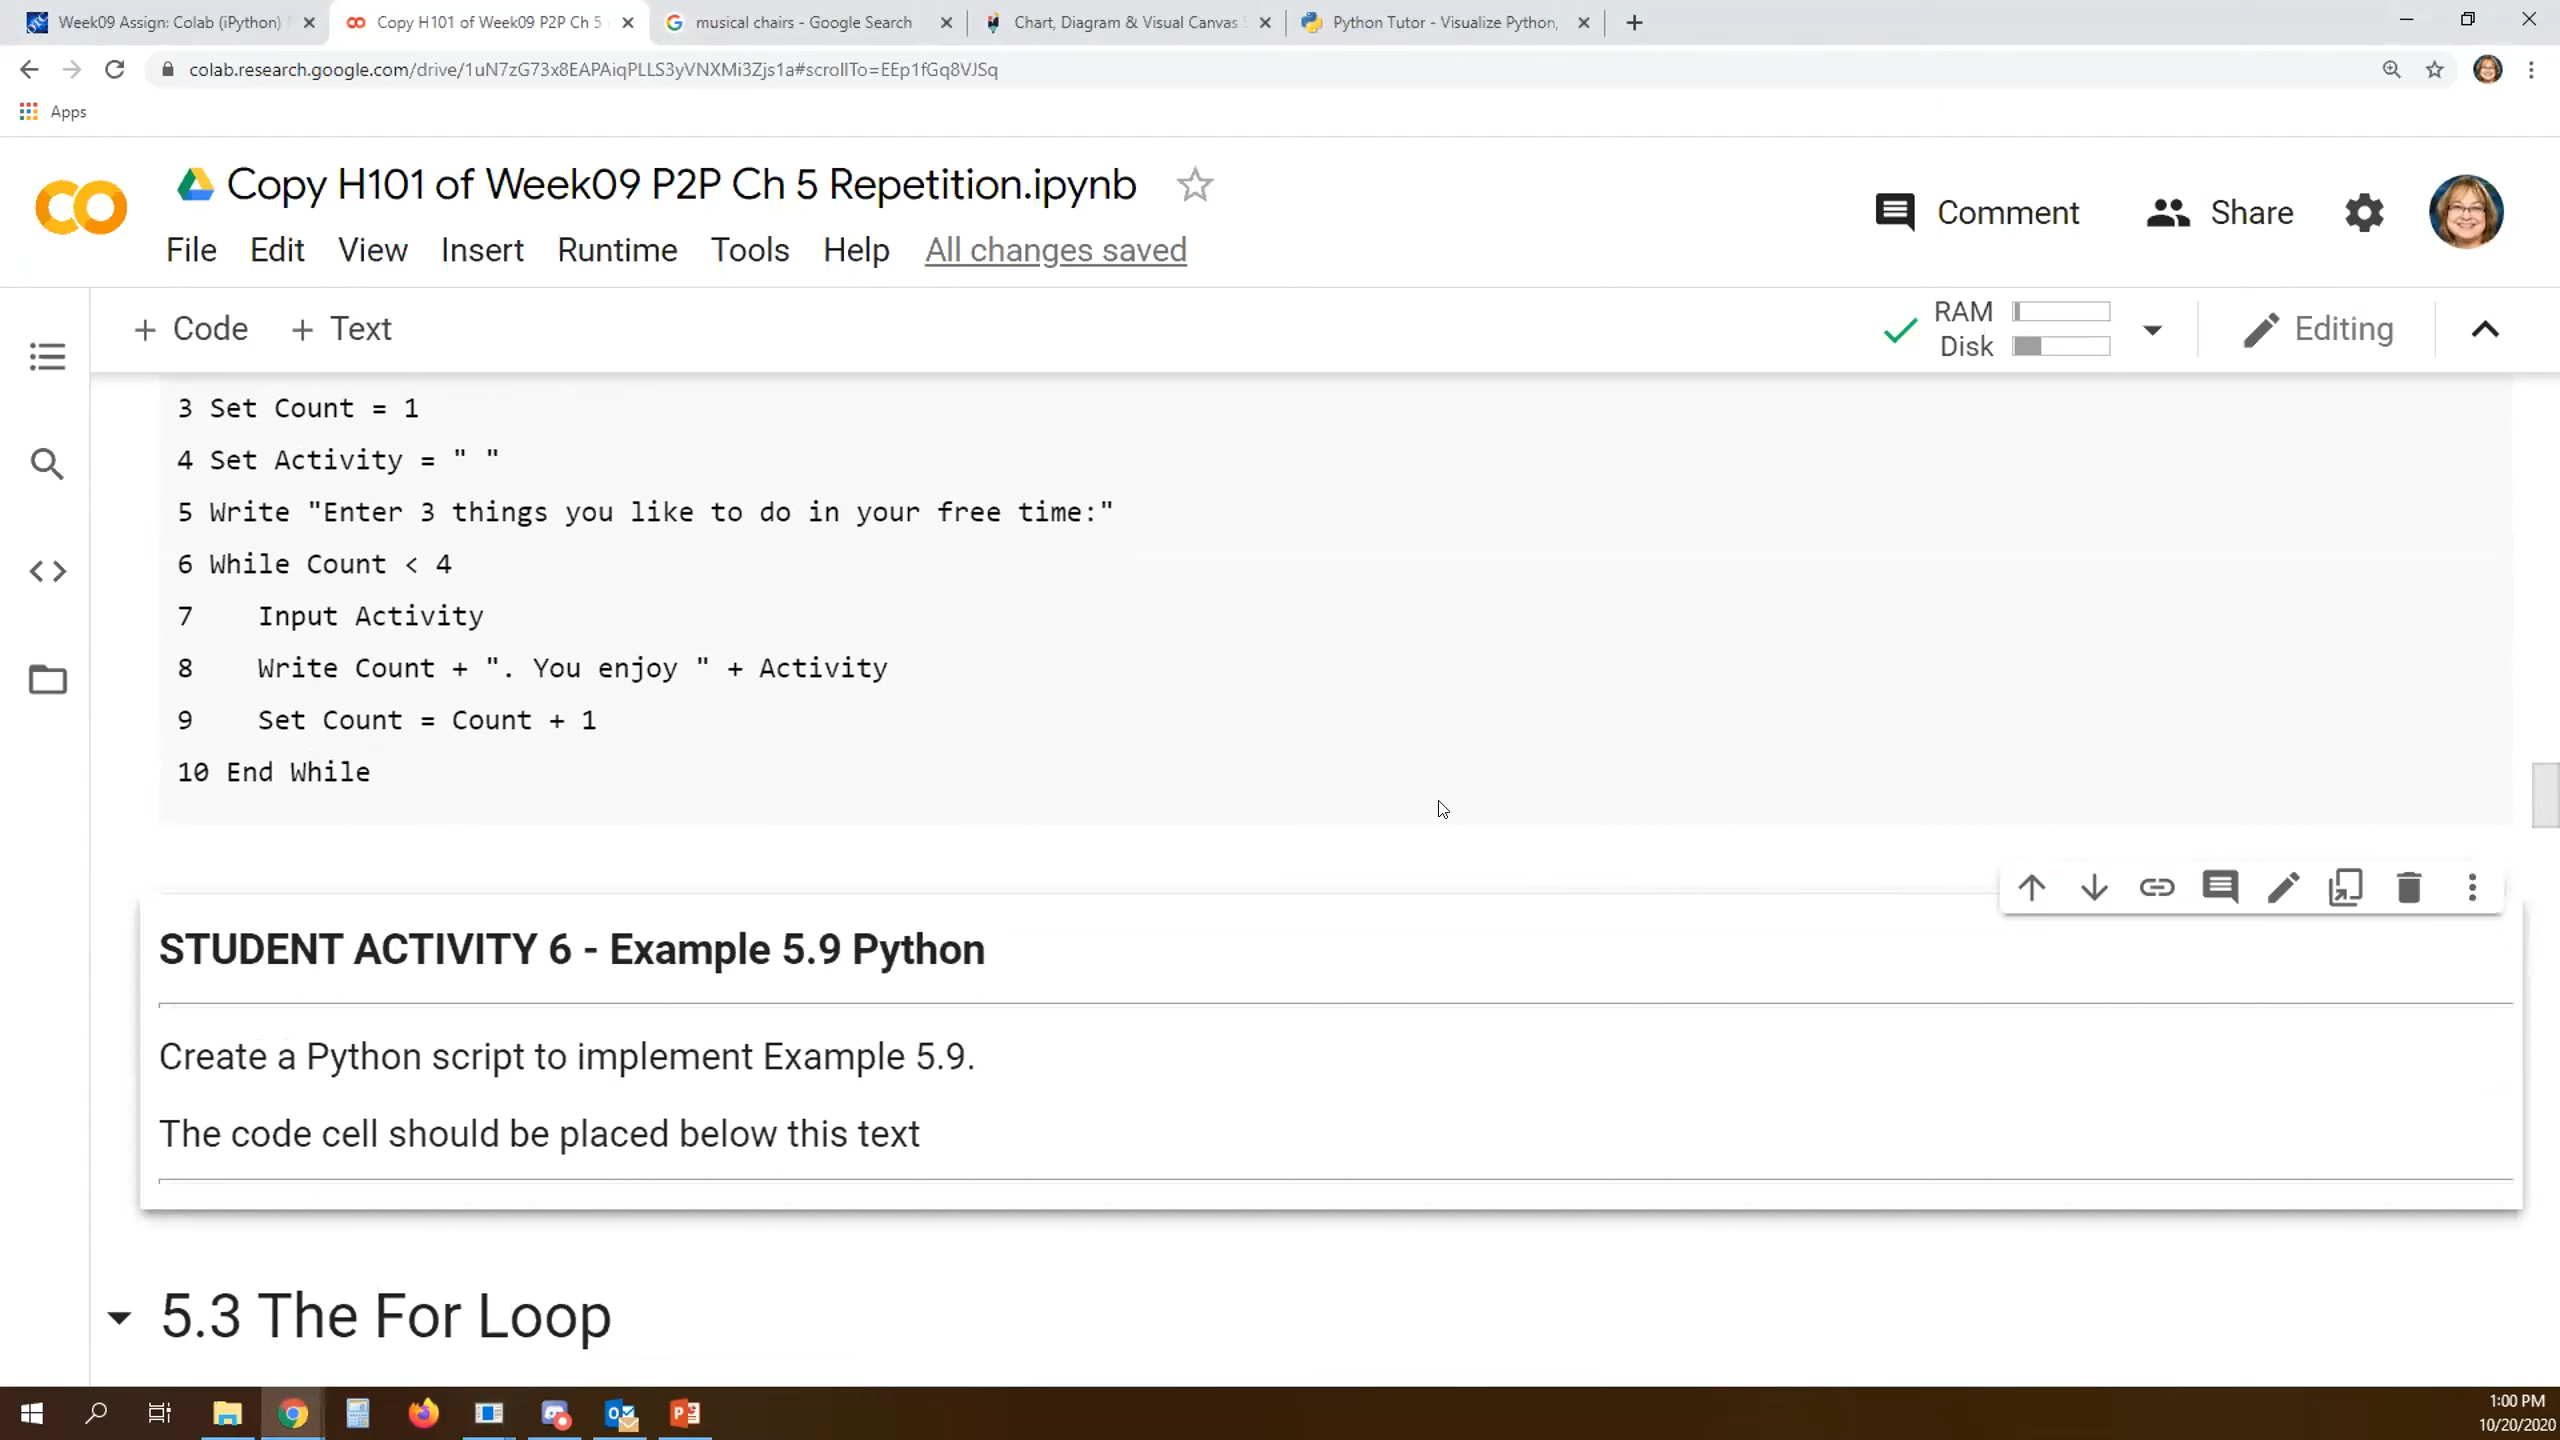 Week09 Assign: Colab (iPython)
Copy H101 of Week09 P2P Ch 5
musical chairs - Google Search
Chart, Diagram & Visual Canvas
Python Tutor - Visualize Python,
colab.research.google.com/drive/1uN7zG73x8EAPAiqPLLS3yVNXMi3Zjs1a#scrollTo=EEp1fGq8VJSq
Apps
Copy H101 of Week09 P2P Ch 5 Repetition.ipynb
Comment
Share
File Edit View Insert Runtime Tools Help All changes saved
+ Code + Text
RAM
Disk
Editing
3 Set Count = 1
4 Set Activity = " "
5 Write "Enter 3 things you like to do in your free time:"
6 While Count < 4
7 Input Activity
8 Write Count + ". You enjoy " + Activity
9 Set Count = Count + 1
10 End While
STUDENT ACTIVITY 6 - Example 5.9 Python
Create a Python script to implement Example 5.9.
The code cell should be placed below this text
5.3 The For Loop
1:00 PM
10/20/2020